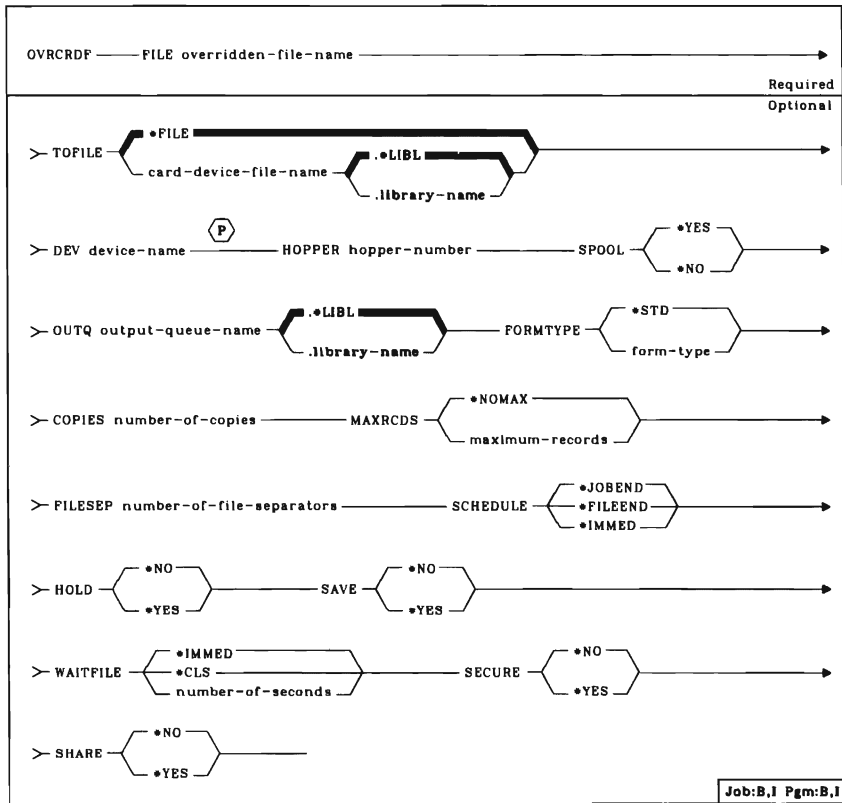 OVRCRDF FILE overridden-file-name
Required
Optional
*FILE
TOFILE
.*LIBL
card-device-file-name
.library-name
P
*YES
DEV device-name HOPPER hopper-number SPOOL
*NO
.*LIBL
*STD
OUTQ output-queue-name FORMTYPE
.library-name
form-type
*NOMAX
COPIES number-of-copies MAXRCDS
maximum-records
*JOBEND
FILESEP number-of-file-separators SCHEDULE *FILEEND
*IMMED
*NO
*NO
HOLD SAVE
*YES
*YES
*IMMED
*NO
WAITFILE *CLS SECURE
number-of-seconds
*YES
*NO
SHARE
*YES
Job:B,I Pgm:B,I